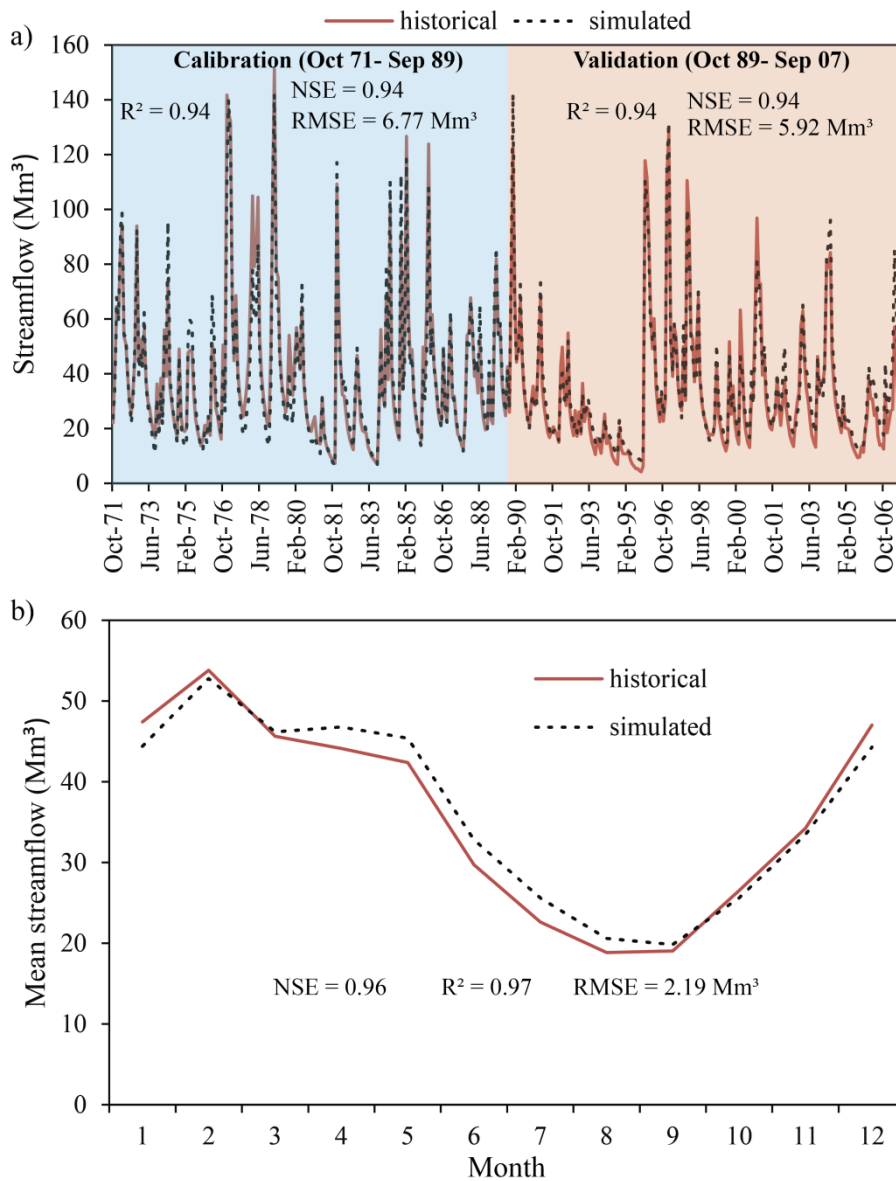 historical simulated
a)
Calibration (Oct 71- Sep 89) Validation (Oct 89- Sep 07)
R² = 0.94 NSE = 0.94 R² = 0.94 NSE = 0.94
RMSE = 6.77 Mm³ RMSE = 5.92 Mm³
Streamflow (Mm³)
160
140
120
100
80
60
40
20
0
Oct-71 Jun-73 Feb-75 Oct-76 Jun-78 Feb-80 Oct-81 Jun-83 Feb-85 Oct-86 Jun-88 Feb-90 Oct-91 Jun-93 Feb-95 Oct-96 Jun-98 Feb-00 Oct-01 Jun-03 Feb-05 Oct-06
b)
Mean streamflow (Mm³)
60
50
40
30
20
10
0
historical
simulated
NSE = 0.96 R² = 0.97 RMSE = 2.19 Mm³
1 2 3 4 5 6 7 8 9 10 11 12
Month